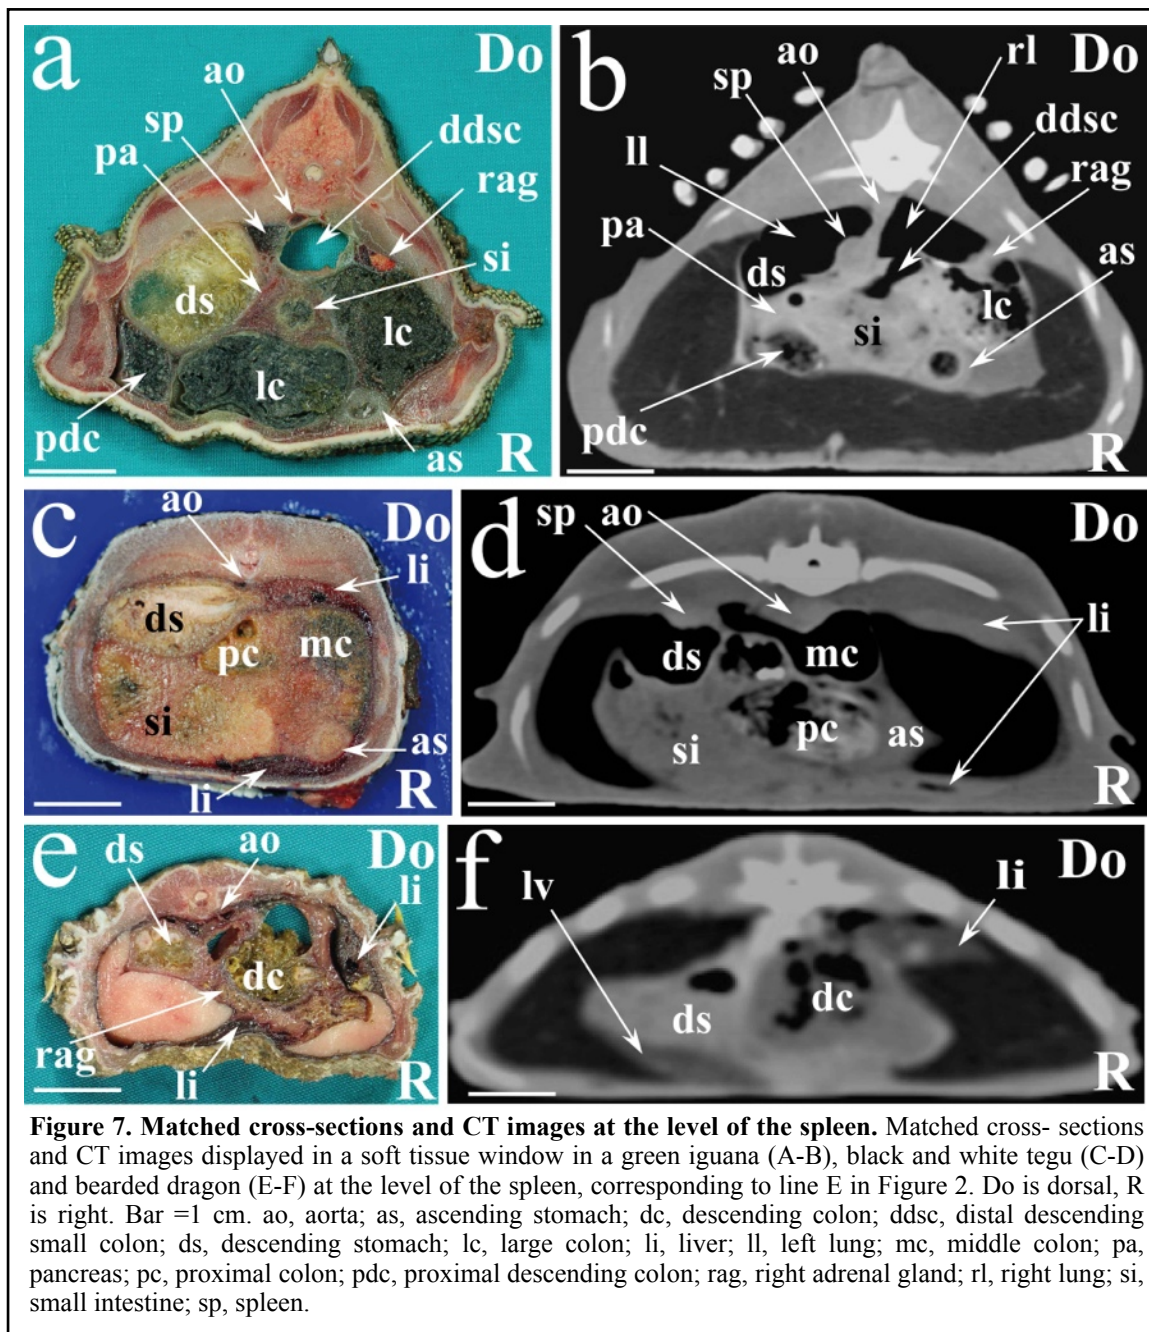 a
Do
ao
sp
pa
ddsc
rag
si
ds
lc
lc
pdc
as
R
b
Do
ao
rl
sp
ddsc
ll
rag
pa
as
ds
lc
si
pdc
R
c
ao
Do
li
ds
mc
pc
si
as
li
R
d
sp
ao
Do
li
ds
mc
si
pc
as
R
e
ds
ao
Do
li
dc
rag
li
R
f
lv
li
Do
ds
dc
R
Figure 7. Matched cross-sections and CT images at the level of the spleen. Matched cross- sections
and CT images displayed in a soft tissue window in a green iguana (A-B), black and white tegu (C-D)
and bearded dragon (E-F) at the level of the spleen, corresponding to line E in Figure 2. Do is dorsal, R
is right. Bar =1 cm. ao, aorta; as, ascending stomach; dc, descending colon; ddsc, distal descending
small colon; ds, descending stomach; lc, large colon; li, liver; ll, left lung; mc, middle colon; pa,
pancreas; pc, proximal colon; pdc, proximal descending colon; rag, right adrenal gland; rl, right lung; si,
small intestine; sp, spleen.